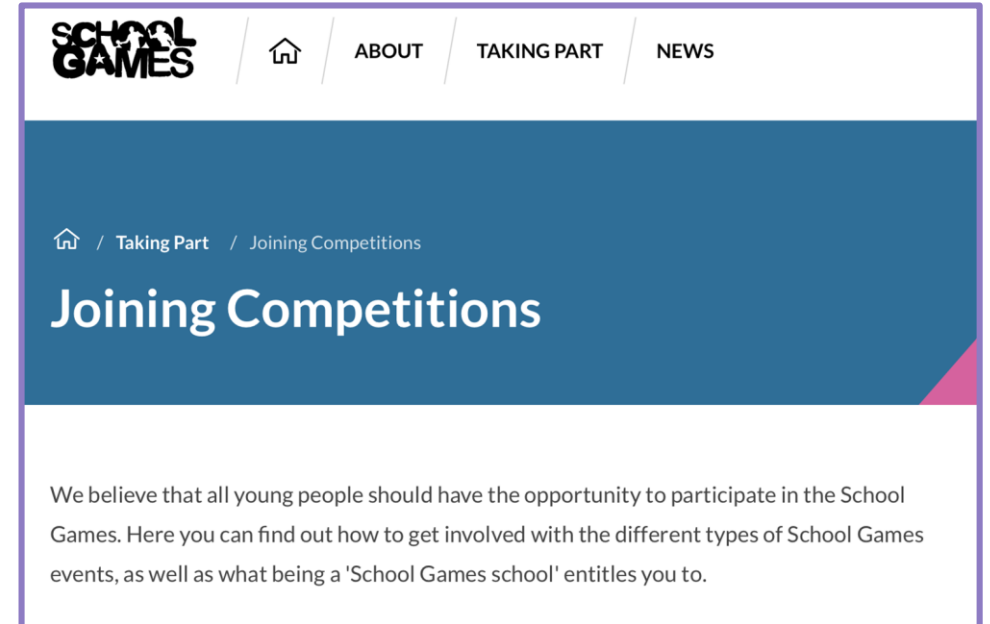 SCHOOL
GAMES
ABOUT
TAKING PART
NEWS
/ Taking Part / Joining Competitions
Joining Competitions
We believe that all young people should have the opportunity to participate in the School
Games. Here you can find out how to get involved with the different types of School Games
events, as well as what being a 'School Games school' entitles you to.